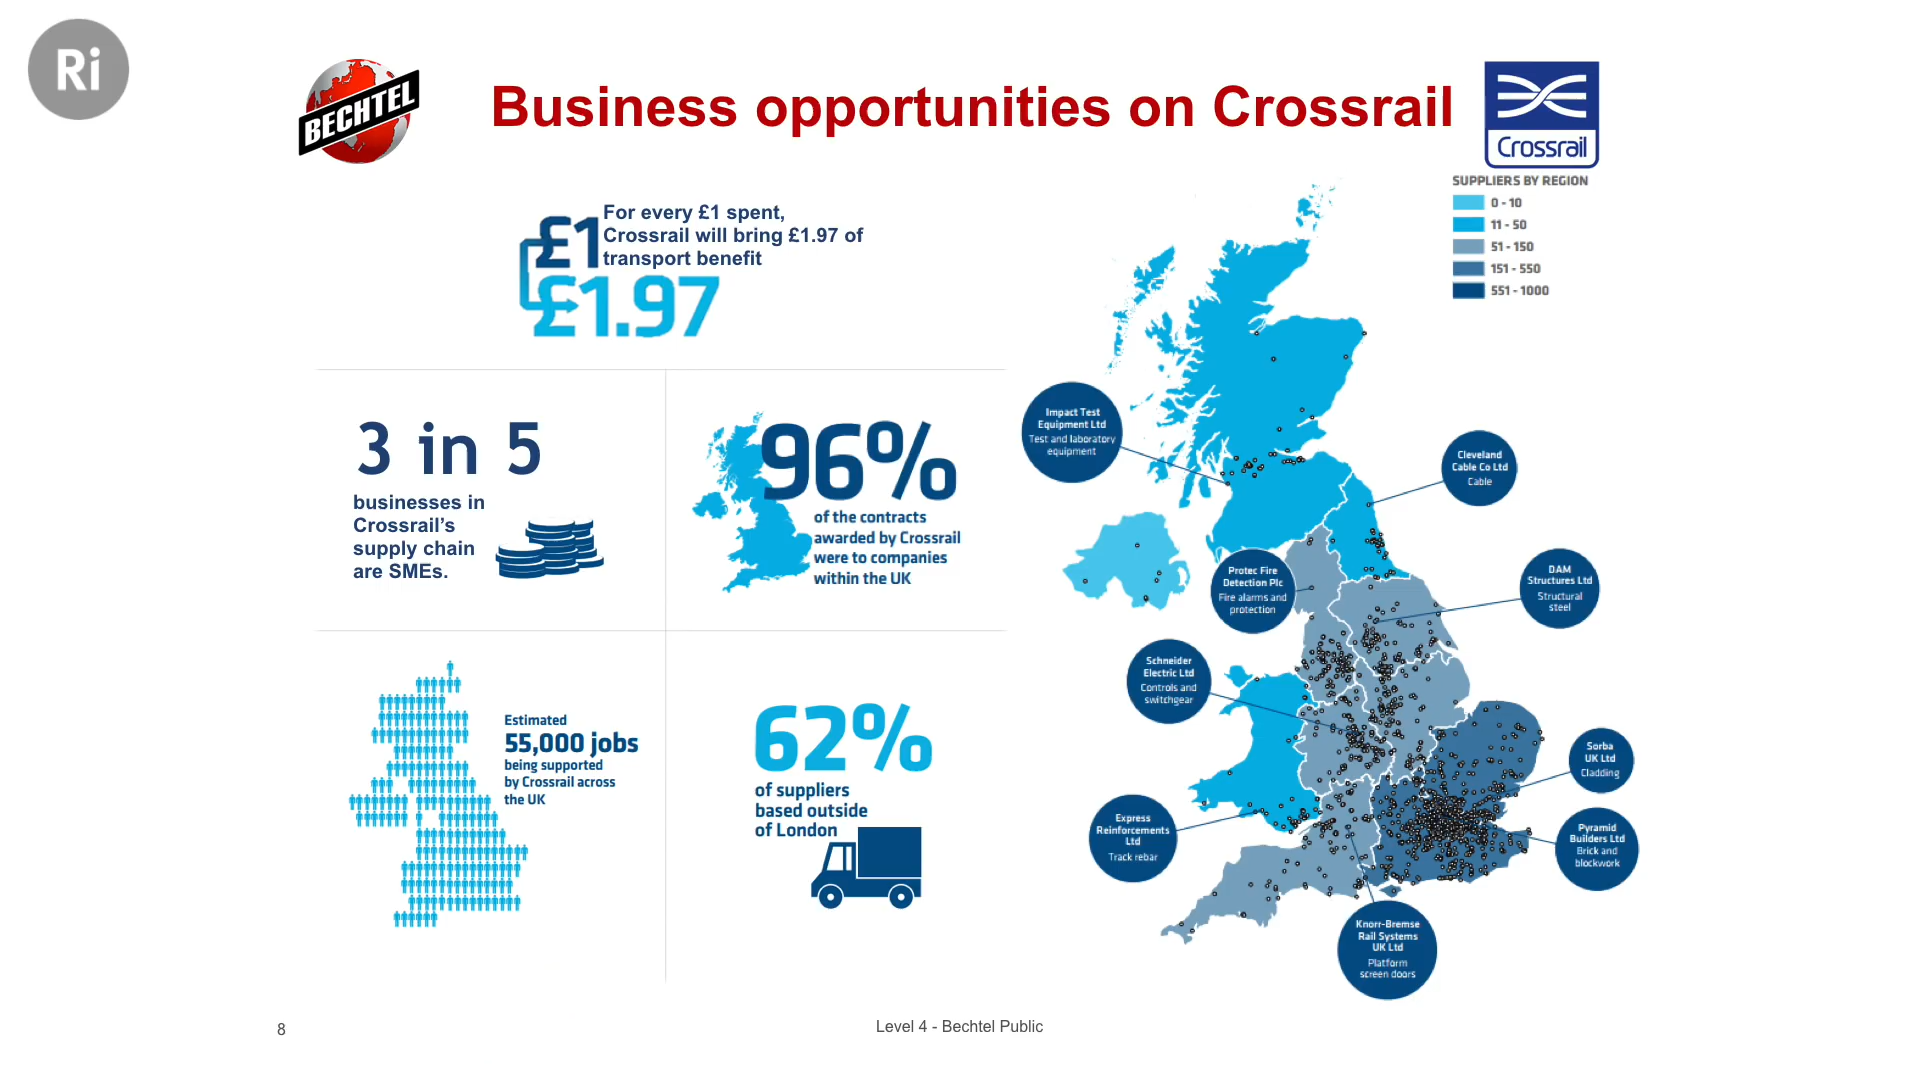 Ri
BECHTEL
Business opportunities on Crossrail
Crossrail
£1
For every £1 spent,
Crossrail will bring £1.97 of
transport benefit
£1.97
3 in 5
businesses in
Crossrail’s
supply chain
are SMEs.
96%
of the contracts
awarded by Crossrail
were to companies
within the UK
Estimated
55,000 jobs
being supported
by Crossrail across
the UK
62%
of suppliers
based outside
of London
SUPPLIERS BY REGION
0 - 10
11 - 50
51 - 150
151 - 550
551 - 1000
Impact Test
Equipment Ltd
Test and laboratory
equipment
Cleveland
Cable Co Ltd
Cable
Protec Fire
Detection Plc
Fire alarms and
protection
DAM
Structures Ltd
Structural
steel
Schneider
Electric Ltd
Controls and
switchgear
Sorba
UK Ltd
Cladding
Express
Reinforcements
Ltd
Track rebar
Pyramid
Builders Ltd
Brick and
blockwork
Knorr-Bremse
Rail Systems
UK Ltd
Platform
screen doors
8
Level 4 - Bechtel Public